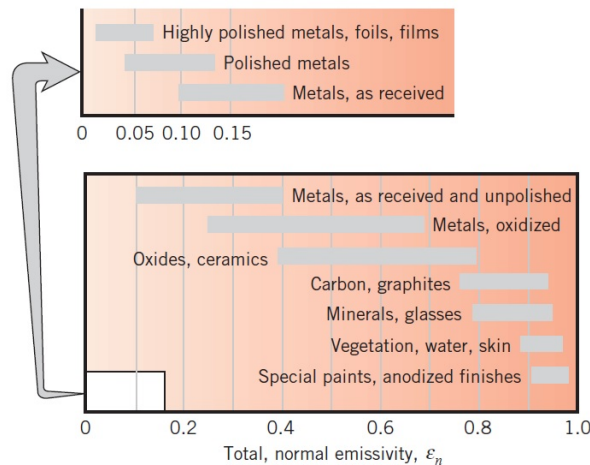 Highly polished metals, foils, films
Polished metals
Metals, as received
0 0.05 0.10 0.15
Metals, as received and unpolished
Metals, oxidized
Oxides, ceramics
Carbon, graphites
Minerals, glasses
Vegetation, water, skin
Special paints, anodized finishes
0 0.2 0.4 0.6 0.8 1.0
Total, normal emissivity, εn